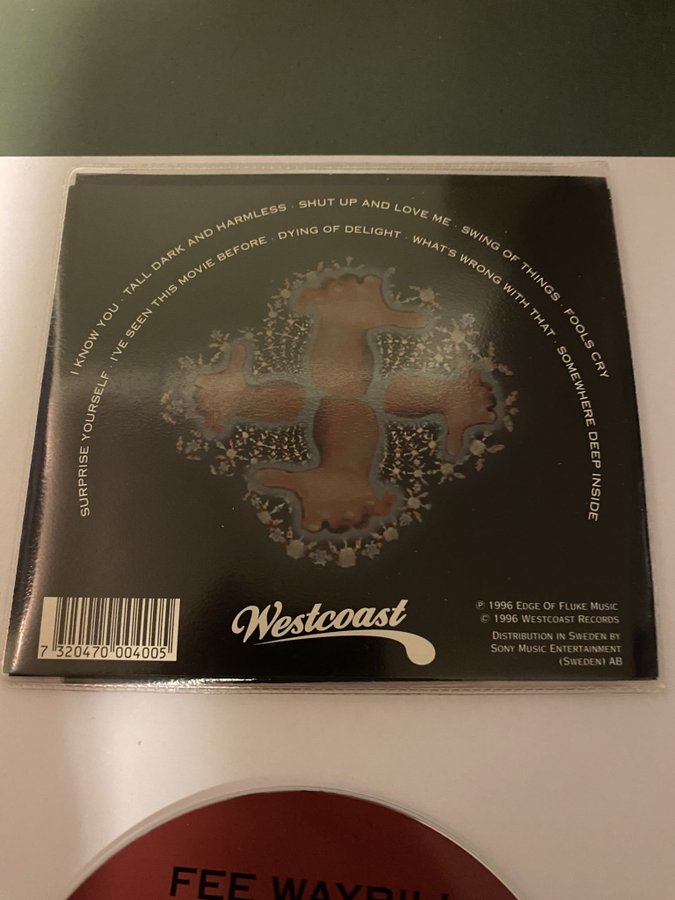 I KNOW YOU · TALL DARK AND HARMLESS · SHUT UP AND LOVE ME · SWING OF THINGS · FOOLS CRY
SURPRISE YOURSELF · I'VE SEEN THIS MOVIE BEFORE · DYING OF DELIGHT · WHAT'S WRONG WITH THAT · SOMEWHERE DEEP INSIDE
7 320470 004005
Westcoast
℗ 1996 EDGE OF FLUKE MUSIC
© 1996 WESTCOAST RECORDS
DISTRIBUTION IN SWEDEN BY
SONY MUSIC ENTERTAINMENT
(SWEDEN) AB
FEE WAYBILL